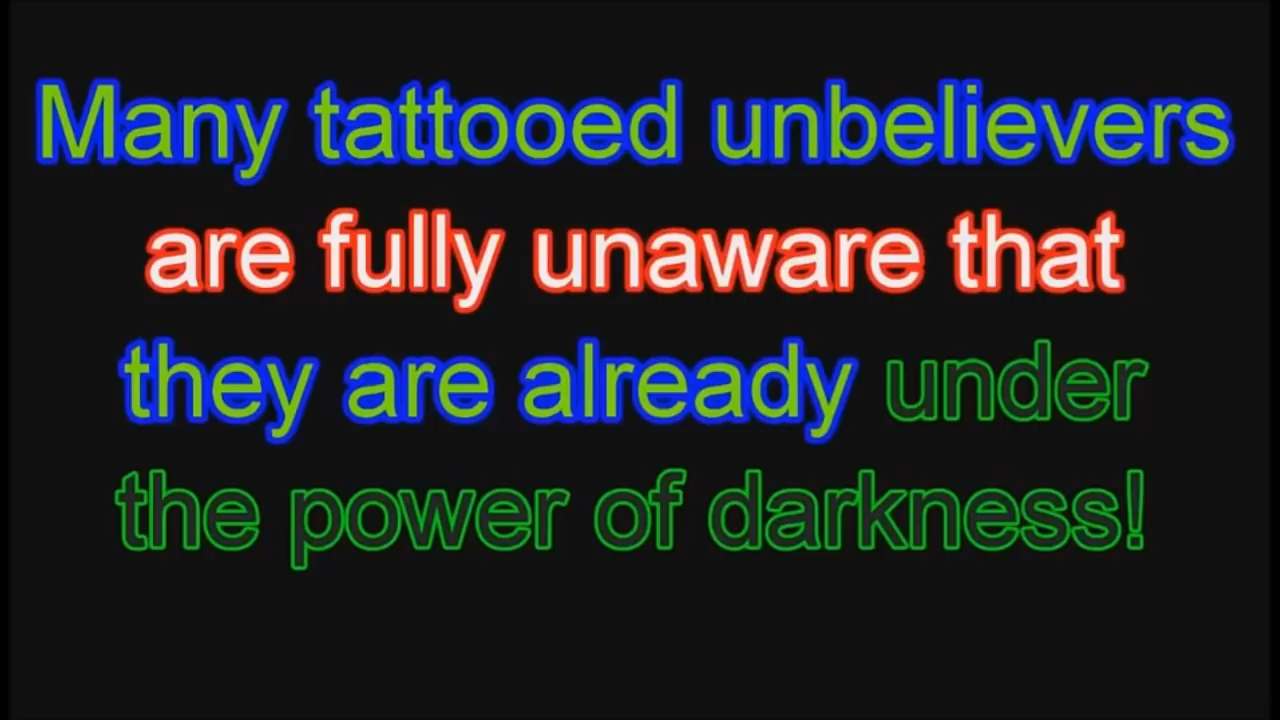 Many tattooed unbelievers
are fully unaware that
they are already under
the power of darkness!